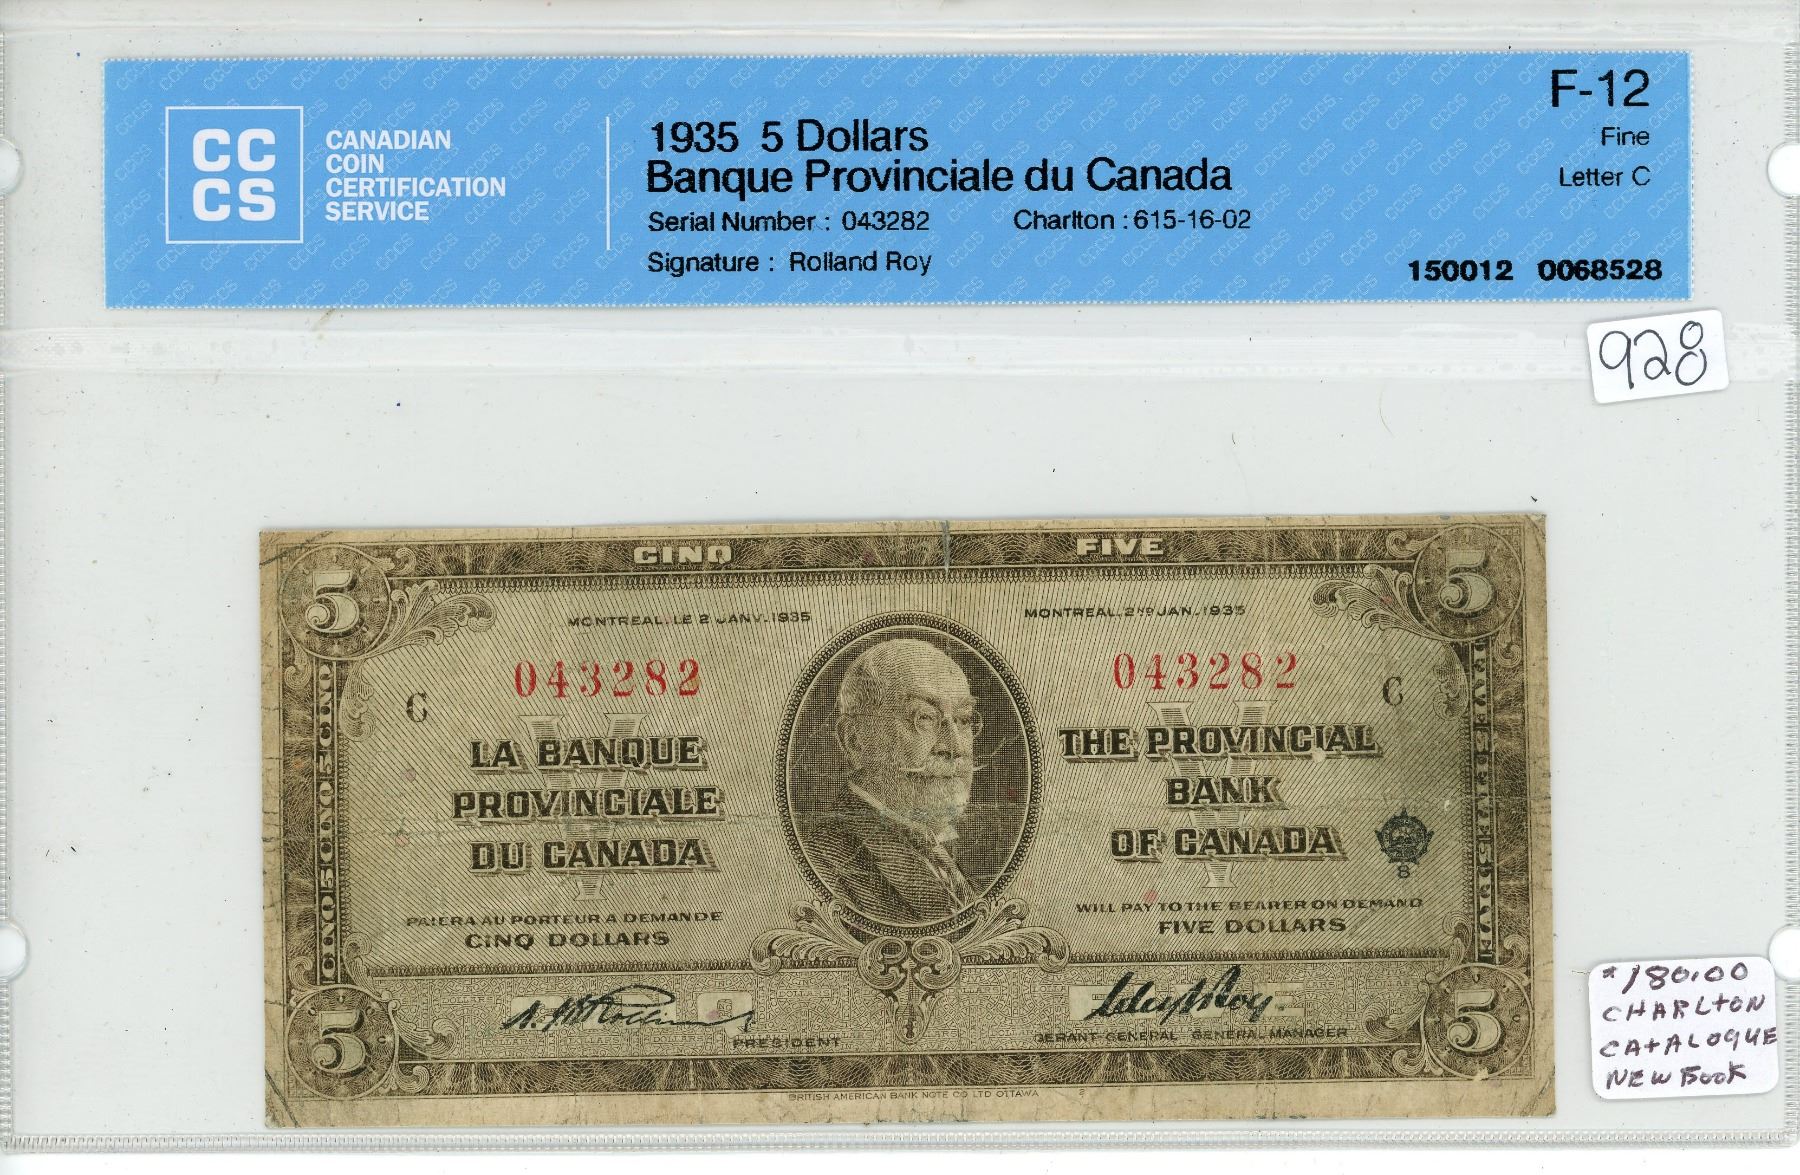 CC
CS
CANADIAN
COIN
CERTIFICATION
SERVICE
1935 5 Dollars
Banque Provinciale du Canada
Serial Number : 043282 Charlton : 615-16-02
Signature : Rolland Roy
F-12
Fine
Letter C
150012 0068528
928
CINQ FIVE
5 5
MONTREAL, LE 2 JANV. 1935 MONTREAL, 2ND JAN. 1935
043282 043282
C C
LA BANQUE
PROVINCIALE
DU CANADA
THE PROVINCIAL
BANK
OF CANADA
8
PAIERA AU PORTEUR A DEMANDE
CINQ DOLLARS
WILL PAY TO THE BEARER ON DEMAND
FIVE DOLLARS
PRESIDENT
GERANT GENERAL GENERAL MANAGER
5 5
BRITISH AMERICAN BANK NOTE CO LTD OTTAWA
*180.00
CHARLTON
CATALOQUE
NEW BOOK